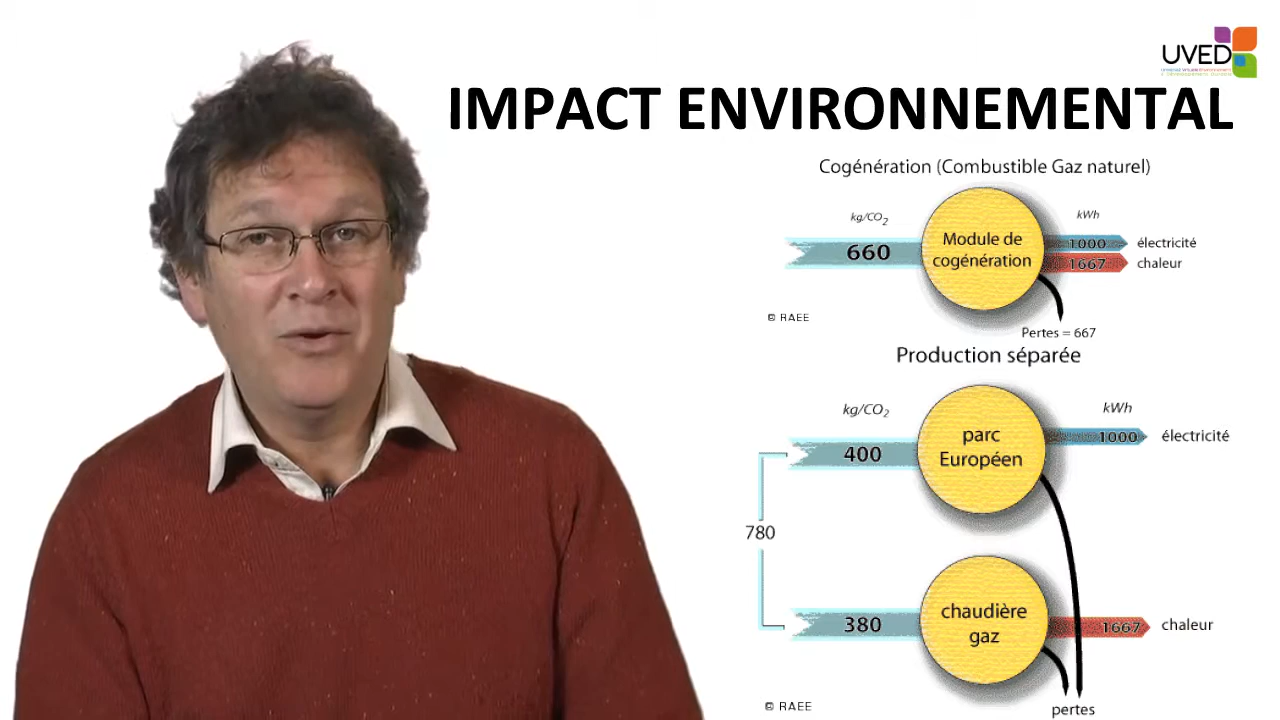 UVED
IMPACT ENVIRONNEMENTAL
Cogénération (Combustible Gaz naturel)
kg/CO2
kWh
660
Module de
cogénération
1000
électricité
1667
chaleur
© RAEE
Pertes = 667
Production séparée
kg/CO2
kWh
400
parc
Européen
1000
électricité
780
380
chaudière
gaz
1667
chaleur
© RAEE
pertes